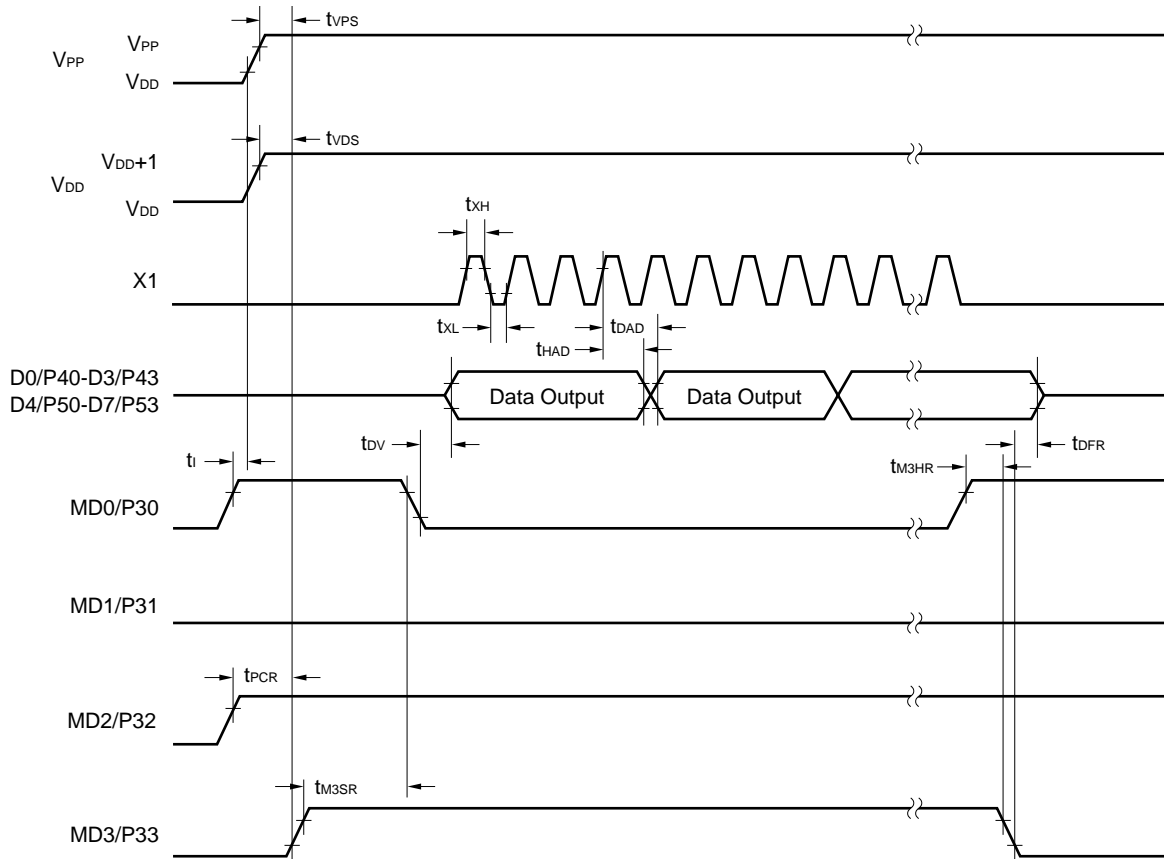 tVPS
VPP
VPP
VDD
tVDS
VDD+1
VDD
VDD
tXH
X1
tXL
tDAD
tHAD
D0/P40-D3/P43
D4/P50-D7/P53
Data Output
Data Output
tDV
tDFR
tI
tM3HR
MD0/P30
MD1/P31
tPCR
MD2/P32
tM3SR
MD3/P33